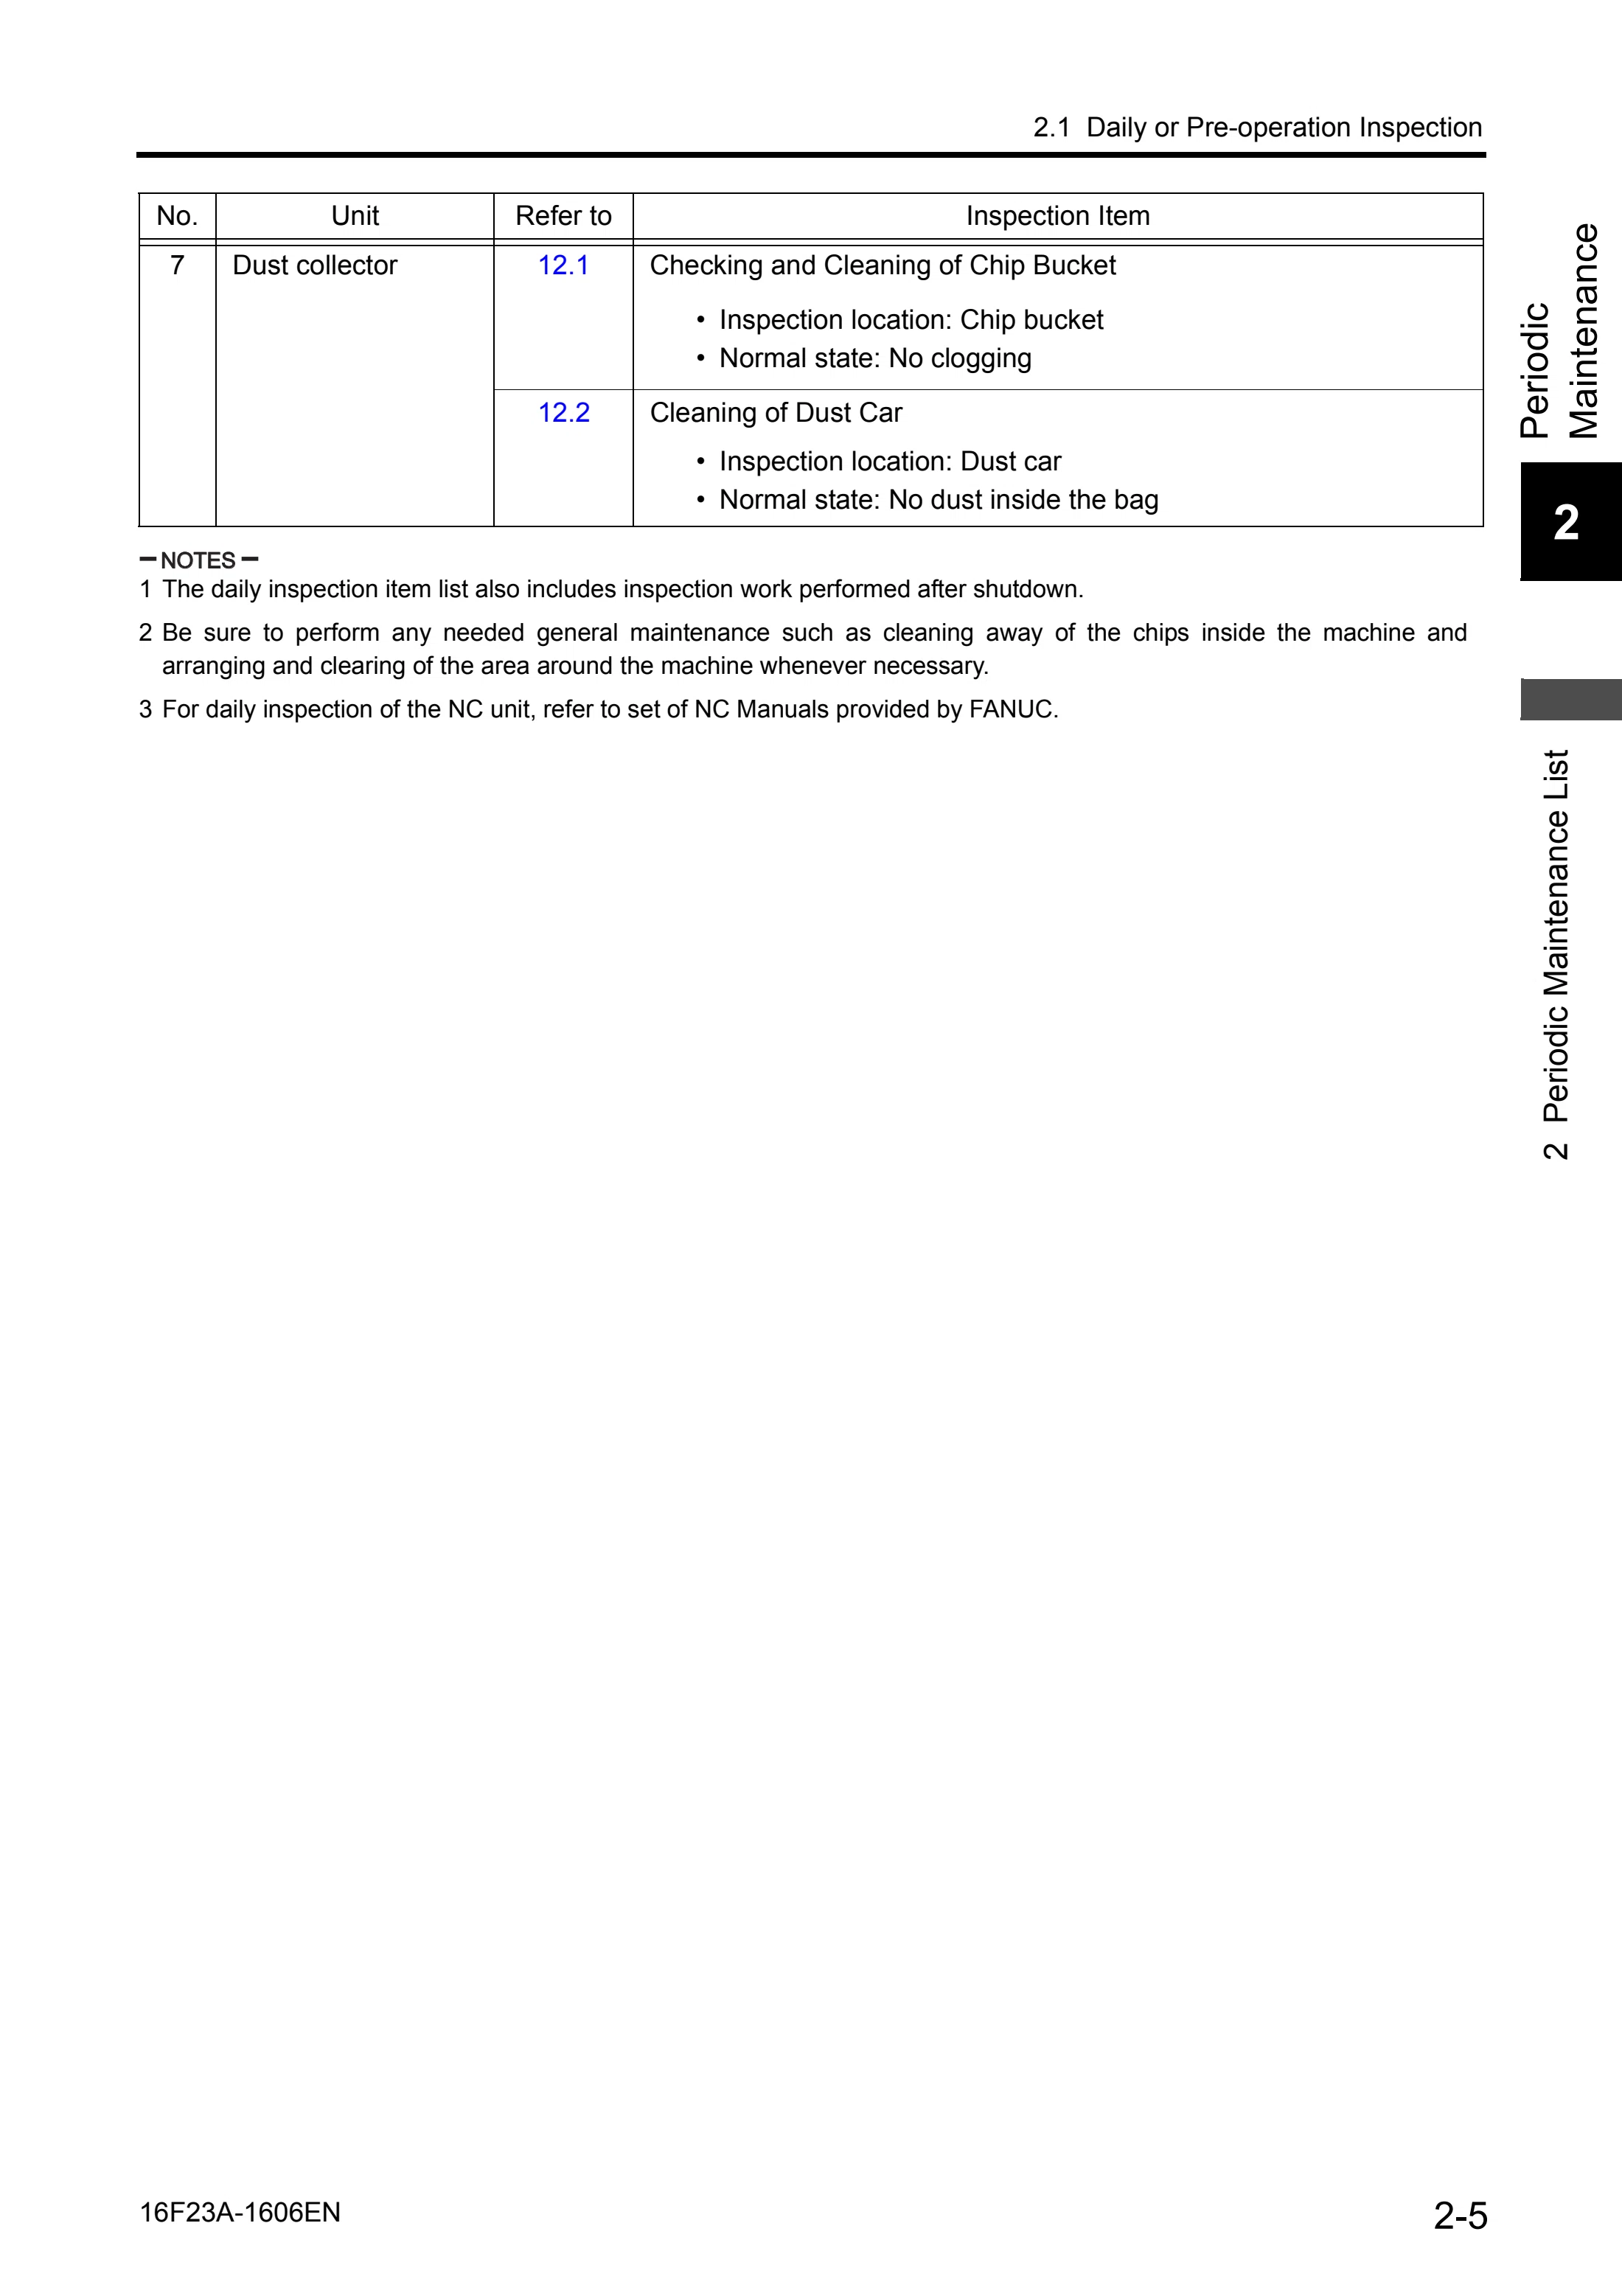 2.1 Daily or Pre-operation Inspection
No. Unit Refer to Inspection Item
7 Dust collector 12.1 Checking and Cleaning of Chip Bucket
• Inspection location: Chip bucket
• Normal state: No clogging
12.2 Cleaning of Dust Car
• Inspection location: Dust car
• Normal state: No dust inside the bag
NOTES
1 The daily inspection item list also includes inspection work performed after shutdown.
2 Be sure to perform any needed general maintenance such as cleaning away of the chips inside the machine and
arranging and clearing of the area around the machine whenever necessary.
3 For daily inspection of the NC unit, refer to set of NC Manuals provided by FANUC.
Periodic
Maintenance
2
2 Periodic Maintenance List
16F23A-1606EN
2-5